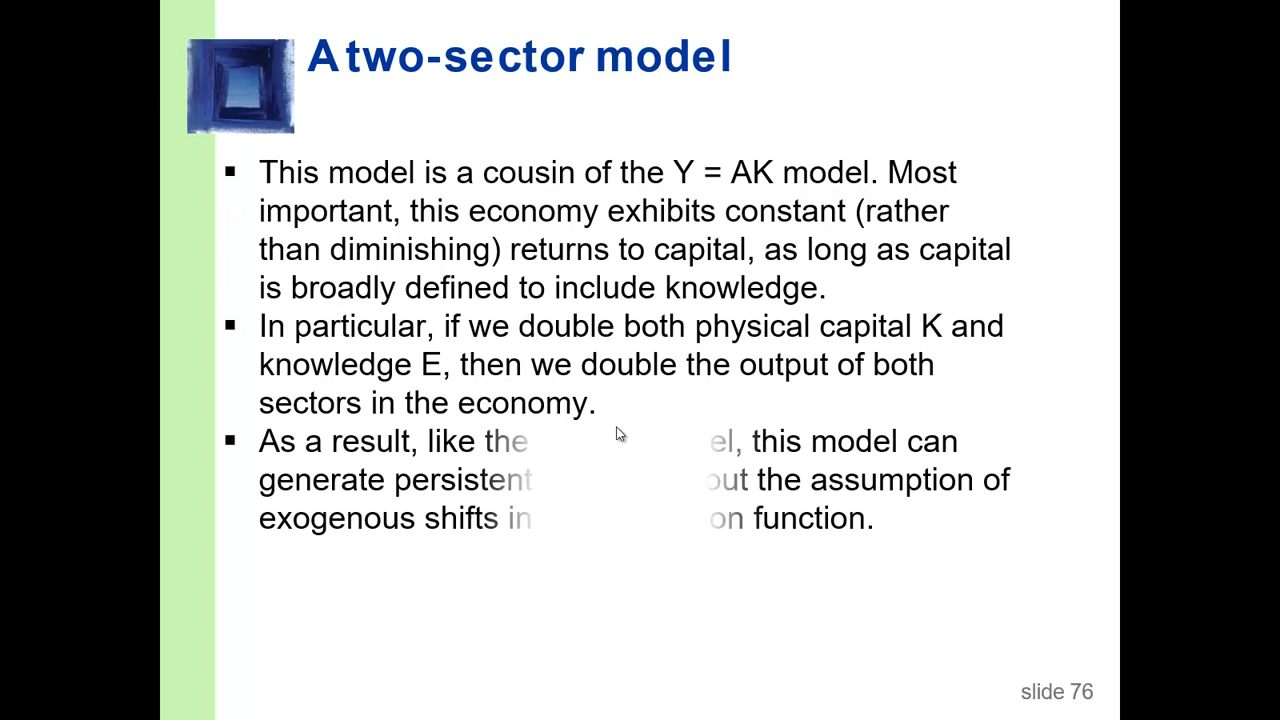 A two-sector model
▪ This model is a cousin of the Y = AK model. Most
important, this economy exhibits constant (rather
than diminishing) returns to capital, as long as capital
is broadly defined to include knowledge.
▪ In particular, if we double both physical capital K and
knowledge E, then we double the output of both
sectors in the economy.
▪ As a result, like the this model can
generate persistent the assumption of
exogenous shifts in function.
slide 76